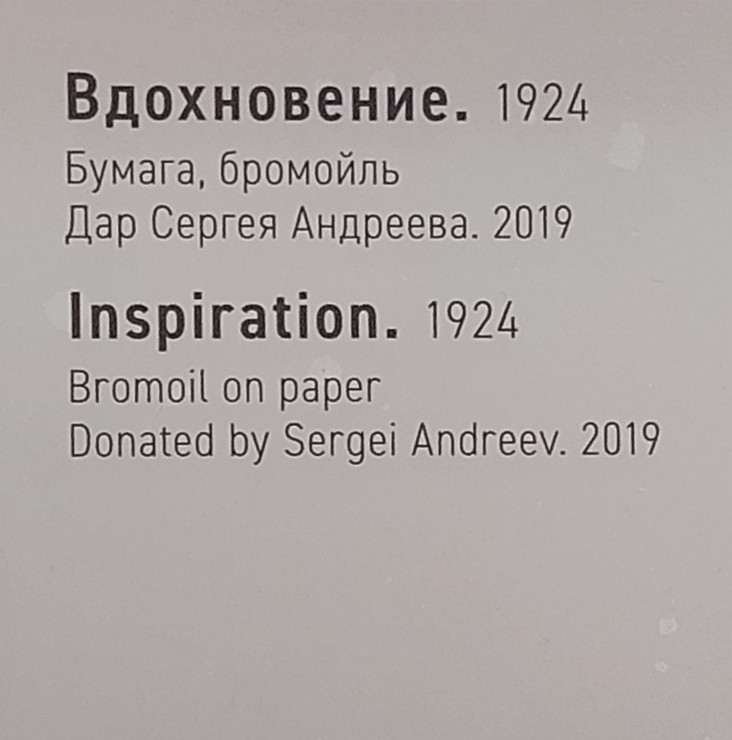 Вдохновение. 1924
Бумага, бромойль
Дар Сергея Андреева. 2019
Inspiration. 1924
Bromoil on paper
Donated by Sergei Andreev. 2019